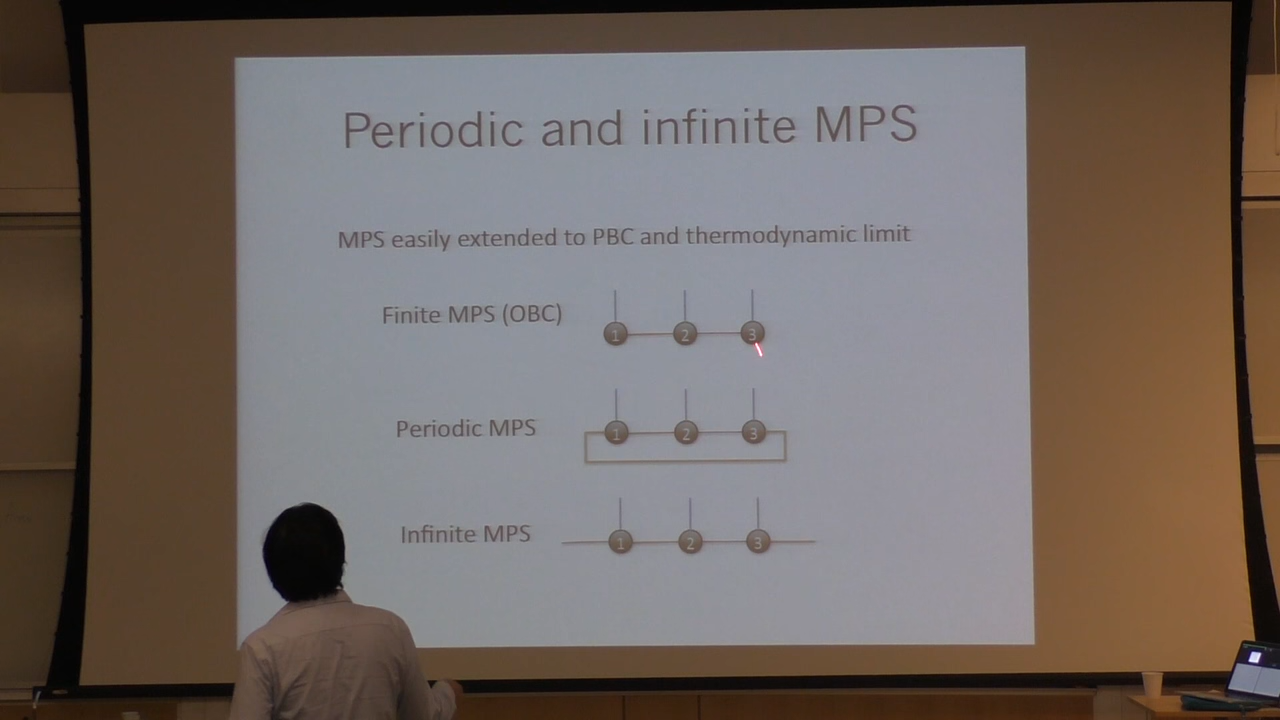 Periodic and infinite MPS
MPS easily extended to PBC and thermodynamic limit
Finite MPS (OBC)
1 2 3
Periodic MPS
1 2 3
Infinite MPS
1 2 3